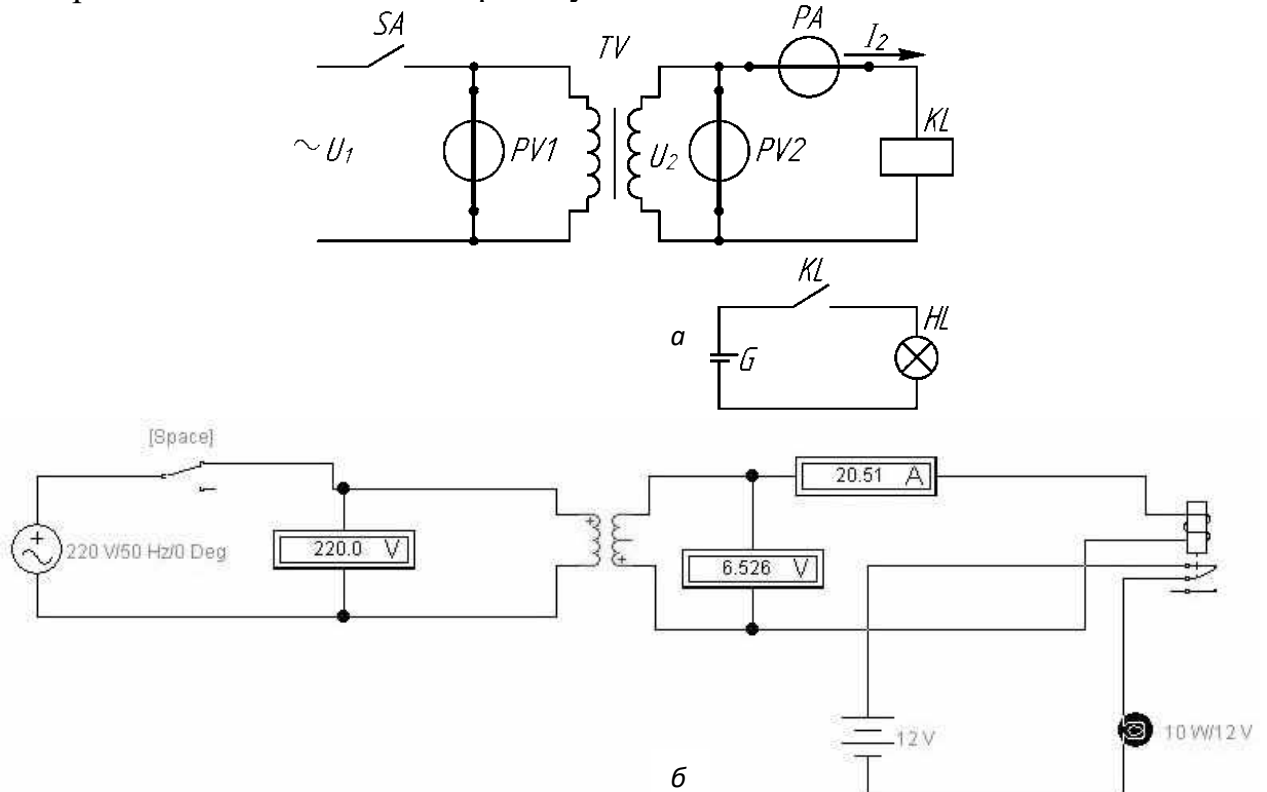 SA
TV
PA
I₂
~U₁
PV1
U₂
PV2
KL
KL
HL
а
G
[Space]
20.51 A
220 V/50 Hz/0 Deg
220.0 V
6.526 V
12 V
10 W/12 V
б